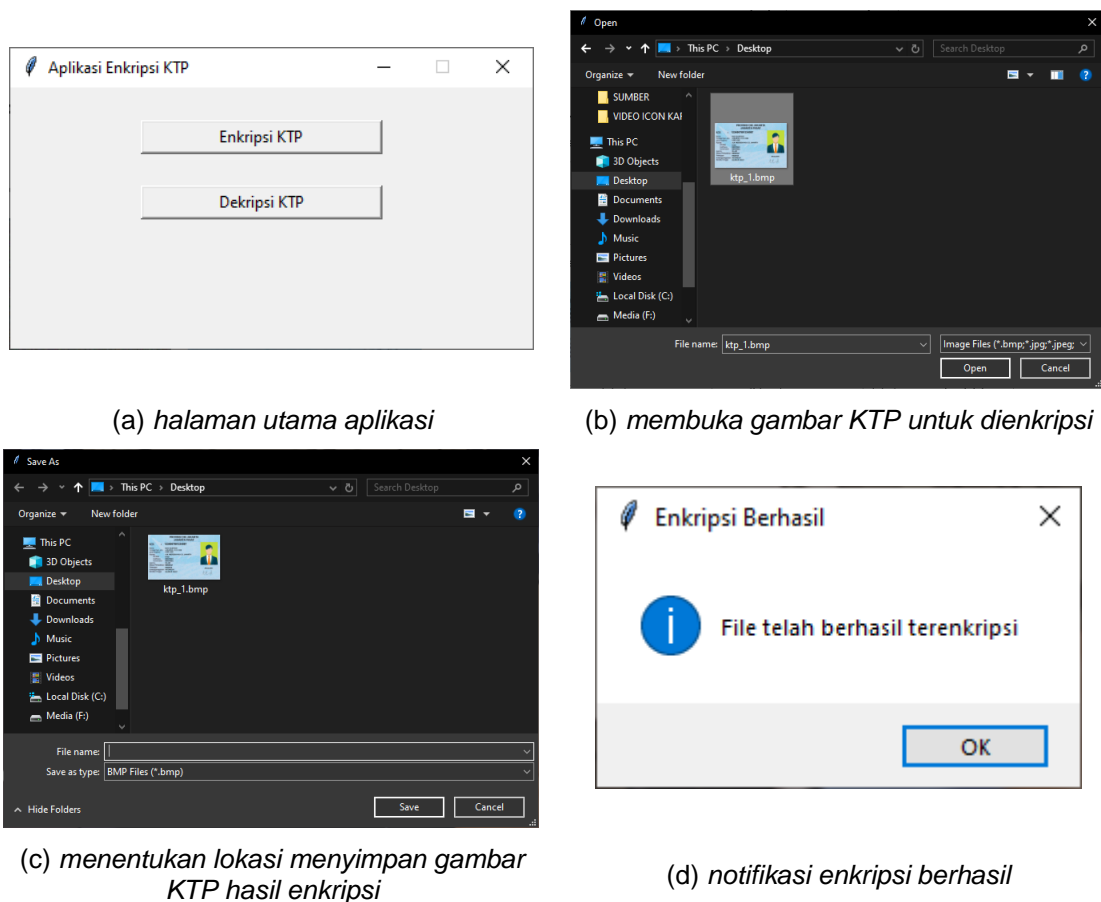 Aplikasi Enkripsi KTP
Enkripsi KTP
Dekripsi KTP
(a) halaman utama aplikasi
Open
This PC > Desktop
Search Desktop
Organize
New folder
SUMBER
VIDEO ICON KAF
This PC
3D Objects
Desktop
Documents
Downloads
Music
Pictures
Videos
Local Disk (C:)
Media (F:)
ktp_1.bmp
File name: ktp_1.bmp
Image Files (*.bmp;*.jpg;*.jpeg;
Open
Cancel
(b) membuka gambar KTP untuk dienkripsi
Save As
This PC > Desktop
Search Desktop
Organize
New folder
This PC
3D Objects
Desktop
Documents
Downloads
Music
Pictures
Videos
Local Disk (C:)
Media (F:)
ktp_1.bmp
File name:
Save as type: BMP Files (*.bmp)
Hide Folders
Save
Cancel
(c) menentukan lokasi menyimpan gambar
KTP hasil enkripsi
Enkripsi Berhasil
File telah berhasil terenkripsi
OK
(d) notifikasi enkripsi berhasil